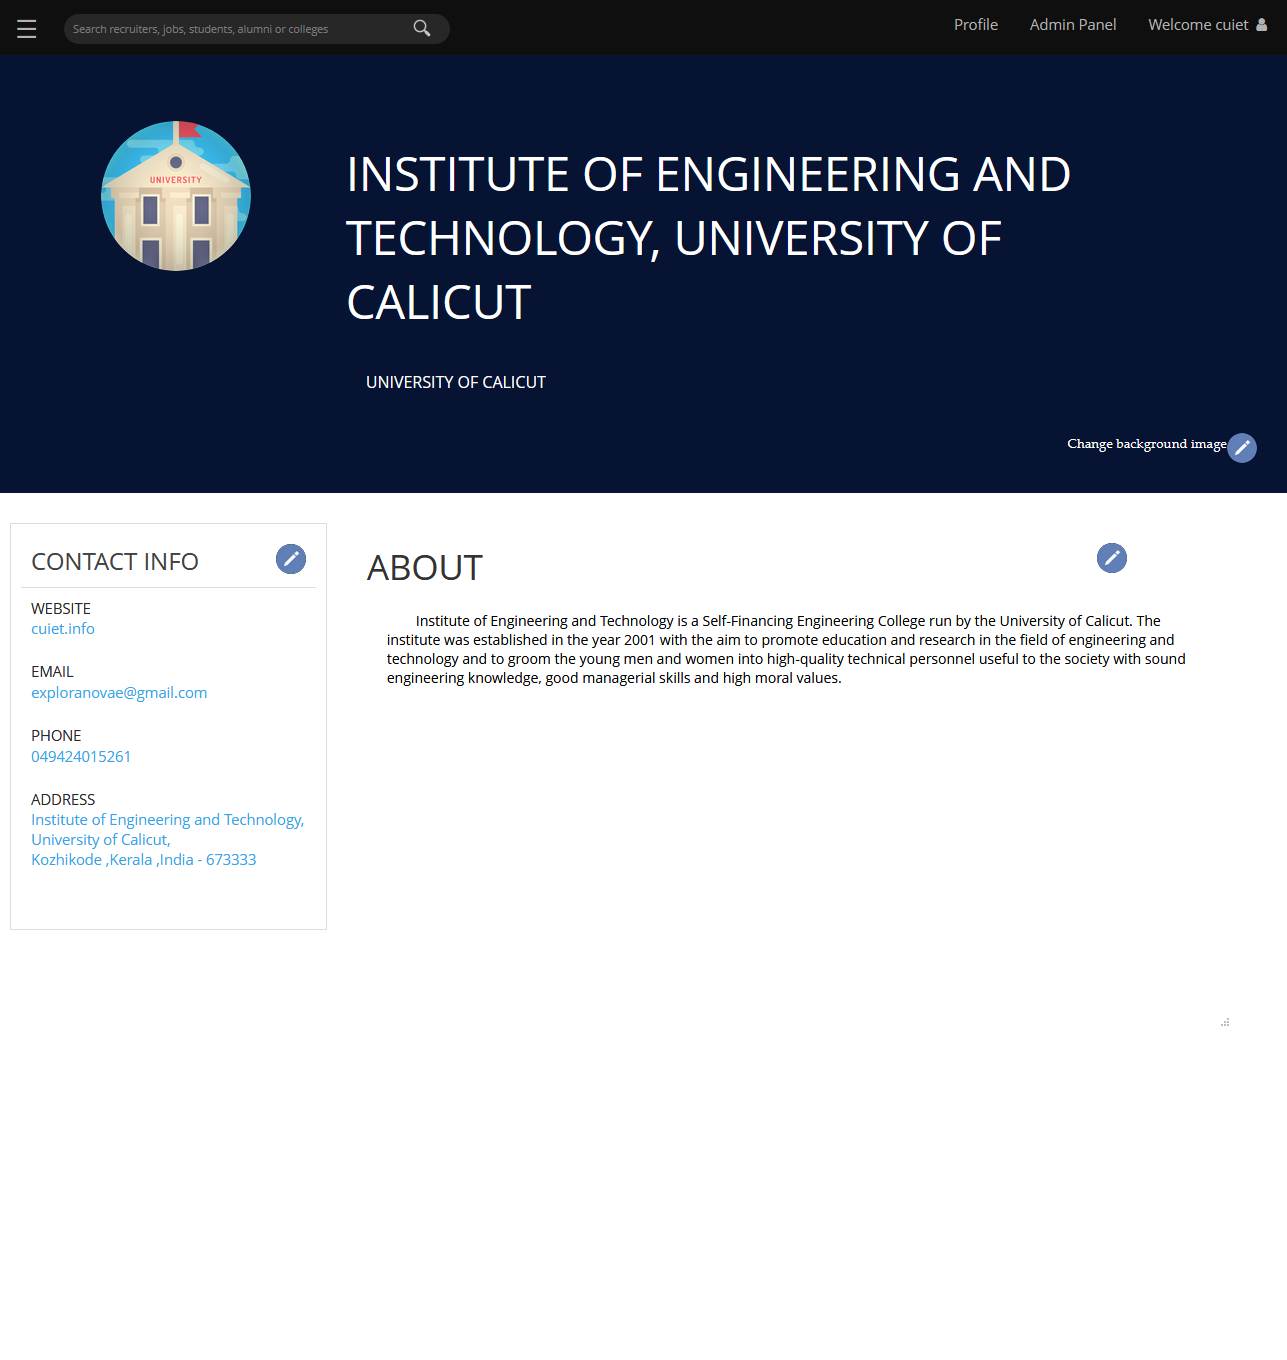 Search recruiters, jobs, students, alumni or colleges
Profile
Admin Panel
Welcome cuiet
UNIVERSITY
INSTITUTE OF ENGINEERING AND
TECHNOLOGY, UNIVERSITY OF
CALICUT
UNIVERSITY OF CALICUT
Change background image
CONTACT INFO
WEBSITE
cuiet.info
EMAIL
exploranovae@gmail.com
PHONE
049424015261
ADDRESS
Institute of Engineering and Technology,
University of Calicut,
Kozhikode ,Kerala ,India - 673333
ABOUT
Institute of Engineering and Technology is a Self-Financing Engineering College run by the University of Calicut. The
institute was established in the year 2001 with the aim to promote education and research in the field of engineering and
technology and to groom the young men and women into high-quality technical personnel useful to the society with sound
engineering knowledge, good managerial skills and high moral values.